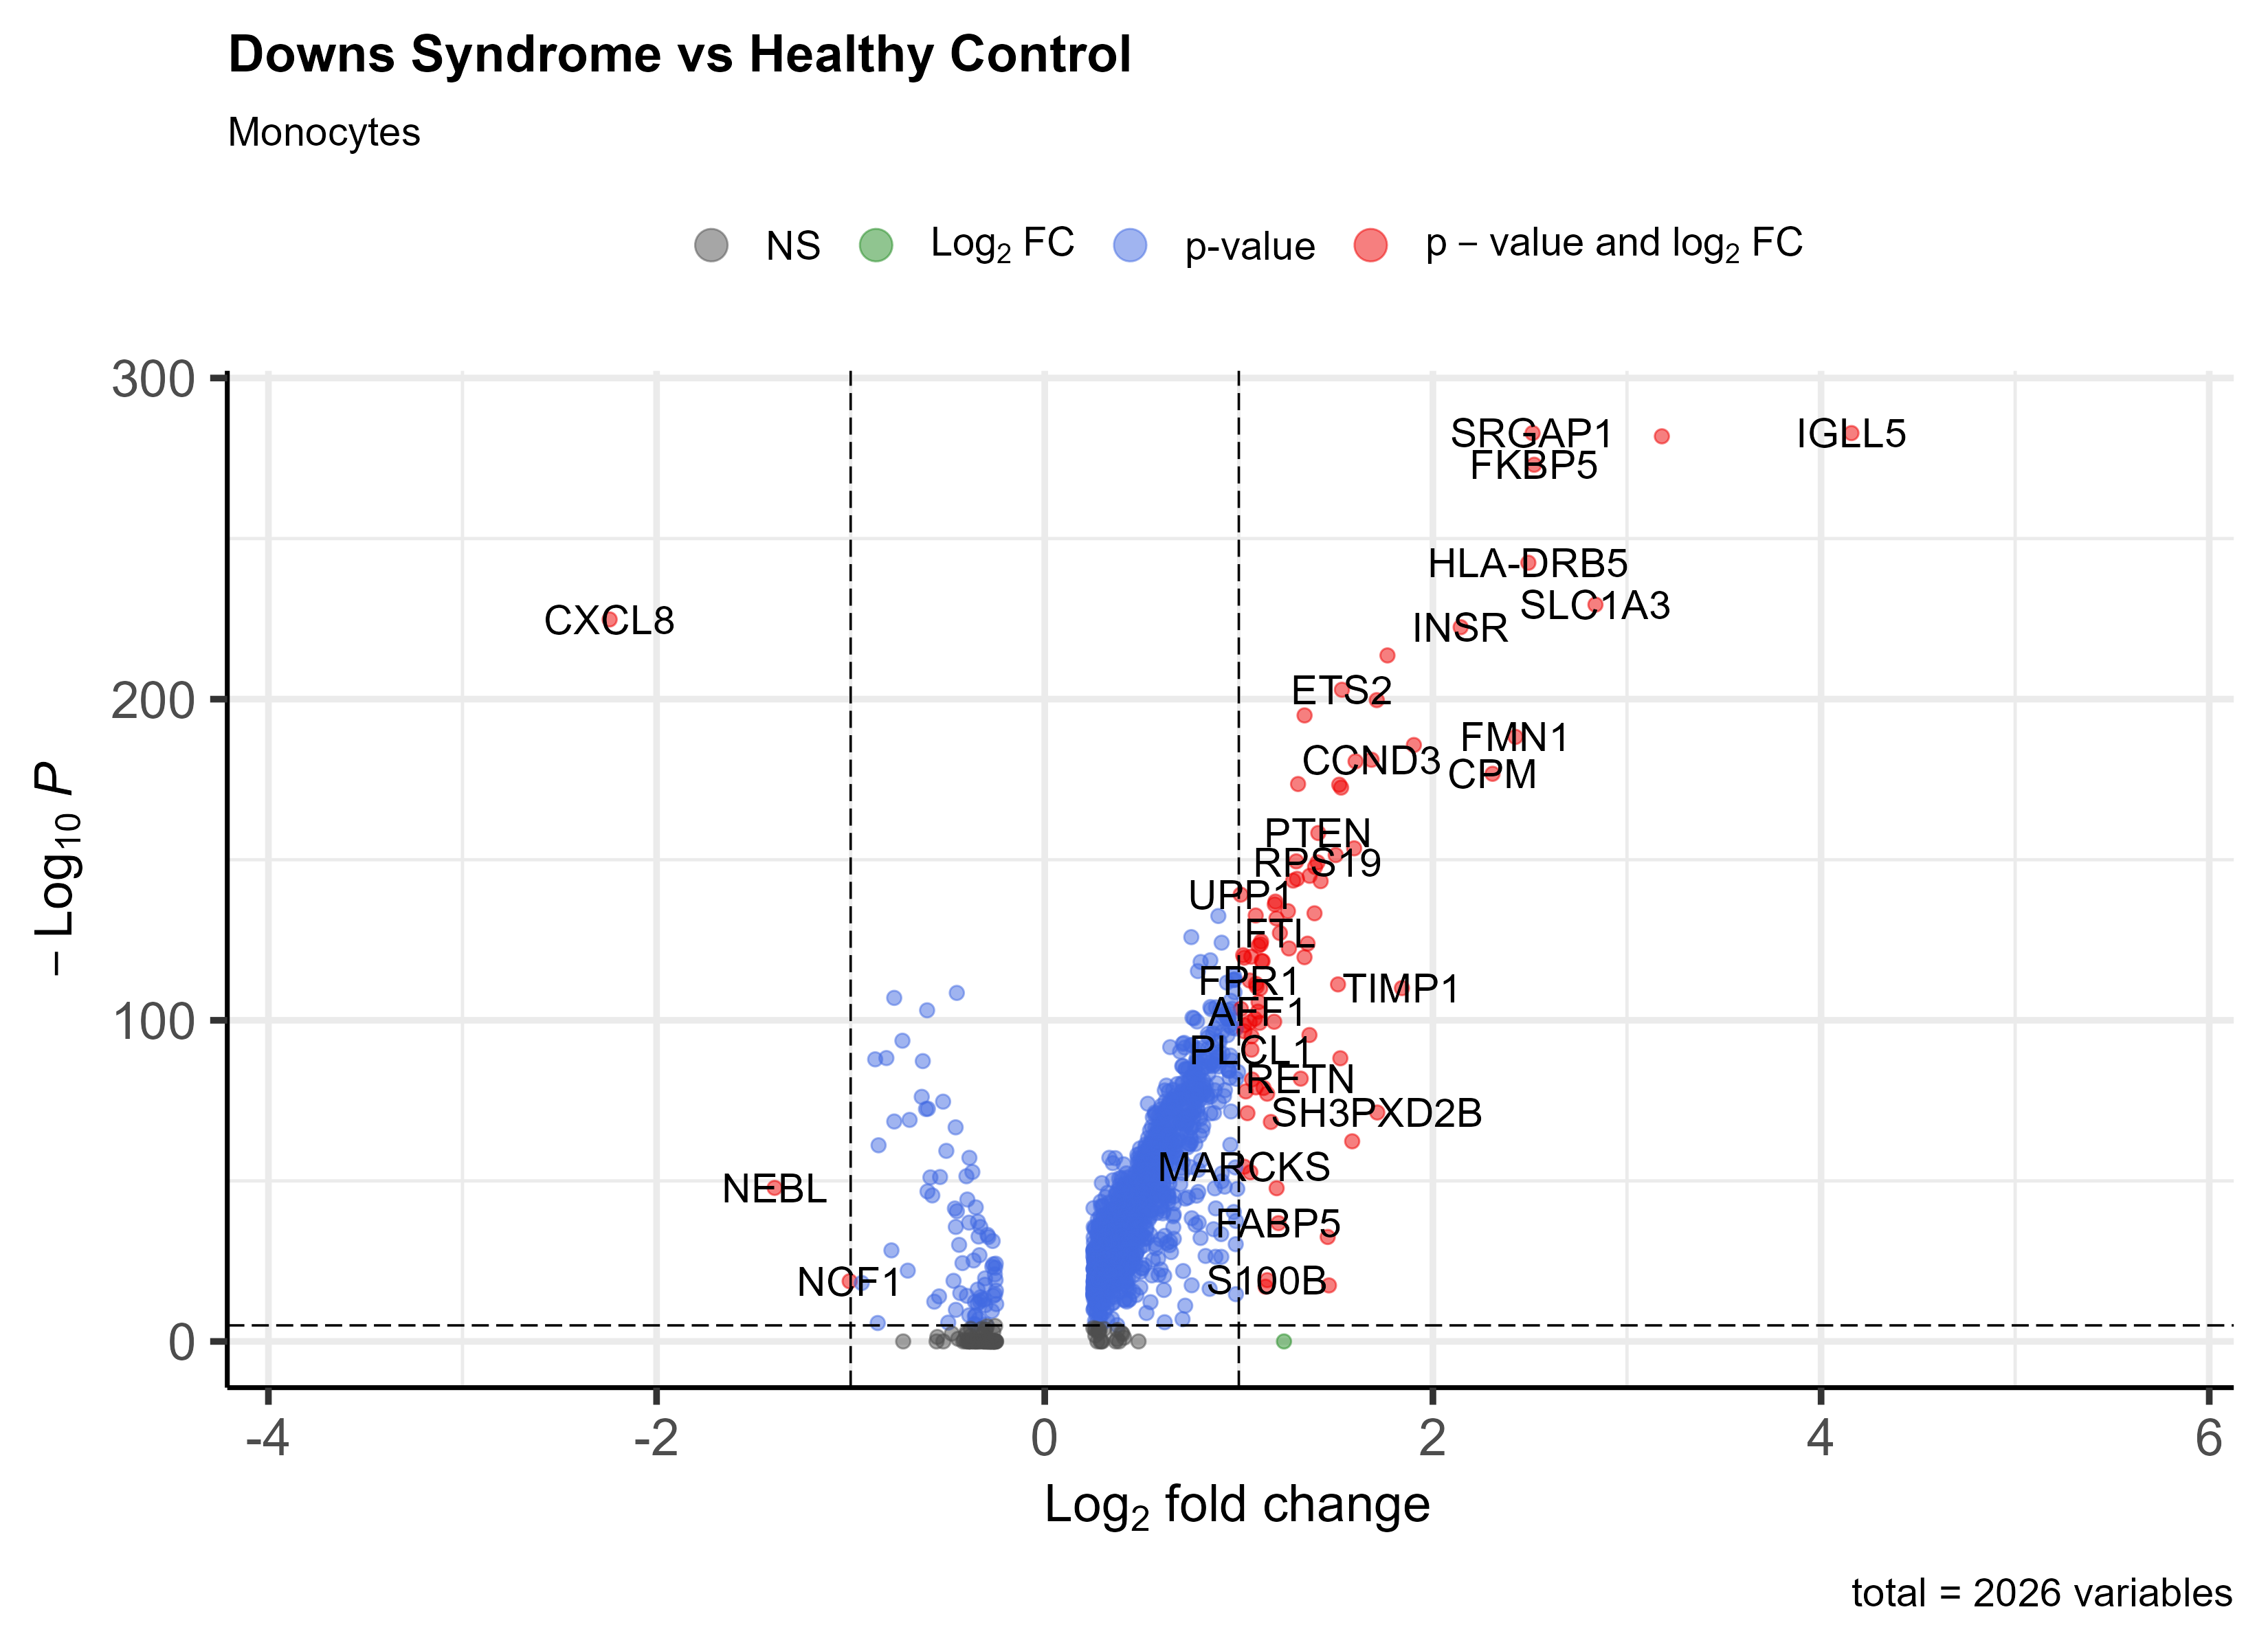 Downs Syndrome vs Healthy Control
Monocytes
NS Log2 FC p-value p − value and log2 FC
300
200
100
0
− Log10 P
SRGAP1
IGLL5
FKBP5
HLA-DRB5
SLC1A3
CXCL8
INSR
ETS2
FMN1
CCND3
CPM
PTEN
RPS19
UPP1
FTL
FPR1
TIMP1
AFF1
PLCL1
RETN
SH3PXD2B
MARCKS
NEBL
FABP5
NOF1
S100B
-4 -2 0 2 4 6
Log2 fold change
total = 2026 variables